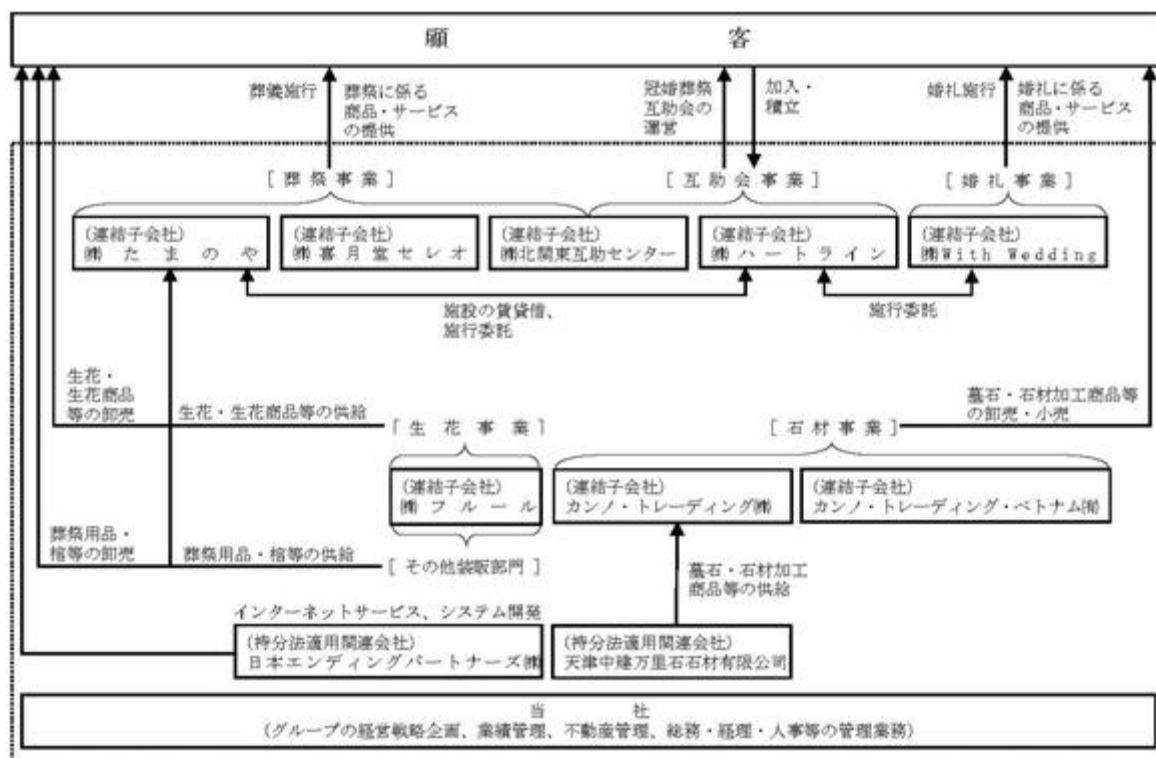 顧客
葬儀施行
葬祭に係る
商品・サービス
の提供
冠婚葬祭
互助会の
運営
加入・
積立
婚礼施行
婚礼に係る
商品・サービス
の提供
[葬祭事業]
[互助会事業]
[婚礼事業]
(連結子会社)
㈱たまのや
(連結子会社)
㈱喜月堂セレオ
(連結子会社)
㈱北関東互助センター
(連結子会社)
㈱ハートライン
(連結子会社)
㈱With Wedding
施設の賃貸借、
施行委託
施行委託
生花・
生花商品
等の卸売
生花・生花商品等の供給
墓石・石材加工商品等
の卸売・小売
[生花事業]
[石材事業]
(連結子会社)
㈱フルール
(連結子会社)
カンノ・トレーディング㈱
(連結子会社)
カンノ・トレーディング・ベトナム㈲
葬祭用品・
棺等の卸売
葬祭用品・棺等の供給
[その他装販部門]
墓石・石材加工
商品等の供給
インターネットサービス、システム開発
(持分法適用関連会社)
日本エンディングパートナーズ㈱
(持分法適用関連会社)
天津中建万里石石材有限公司
当社
(グループの経営戦略企画、業績管理、不動産管理、総務・経理・人事等の管理業務)